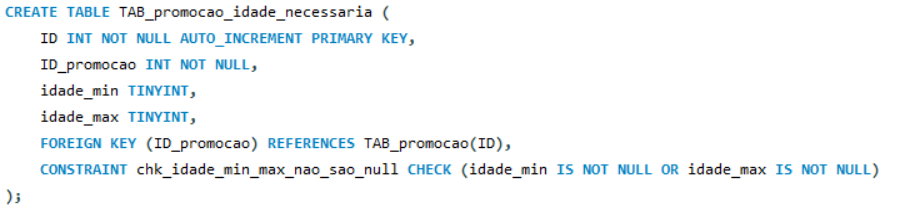 CREATE TABLE TAB_promocao_idade_necessaria (
    ID INT NOT NULL AUTO_INCREMENT PRIMARY KEY,
    ID_promocao INT NOT NULL,
    idade_min TINYINT,
    idade_max TINYINT,
    FOREIGN KEY (ID_promocao) REFERENCES TAB_promocao(ID),
    CONSTRAINT chk_idade_min_max_nao_sao_null CHECK (idade_min IS NOT NULL OR idade_max IS NOT NULL)
);